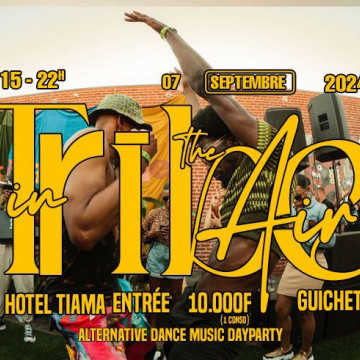 15 - 22H 07 SEPTEMBRE 2024
Tribe
in the Air
HOTEL TIAMA ENTRÉE 10.000F GUICHET
(1 CONSO)
ALTERNATIVE DANCE MUSIC DAYPARTY